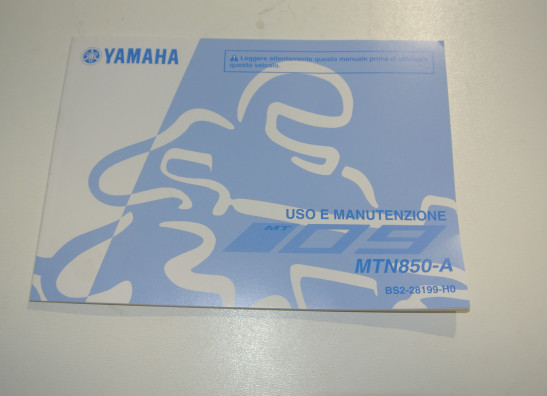 YAMAHA
Leggere attentamente questo manuale prima di utilizzare
questo veicolo.
USO E MANUTENZIONE
MT 09
MTN850-A
BS2-28199-H0